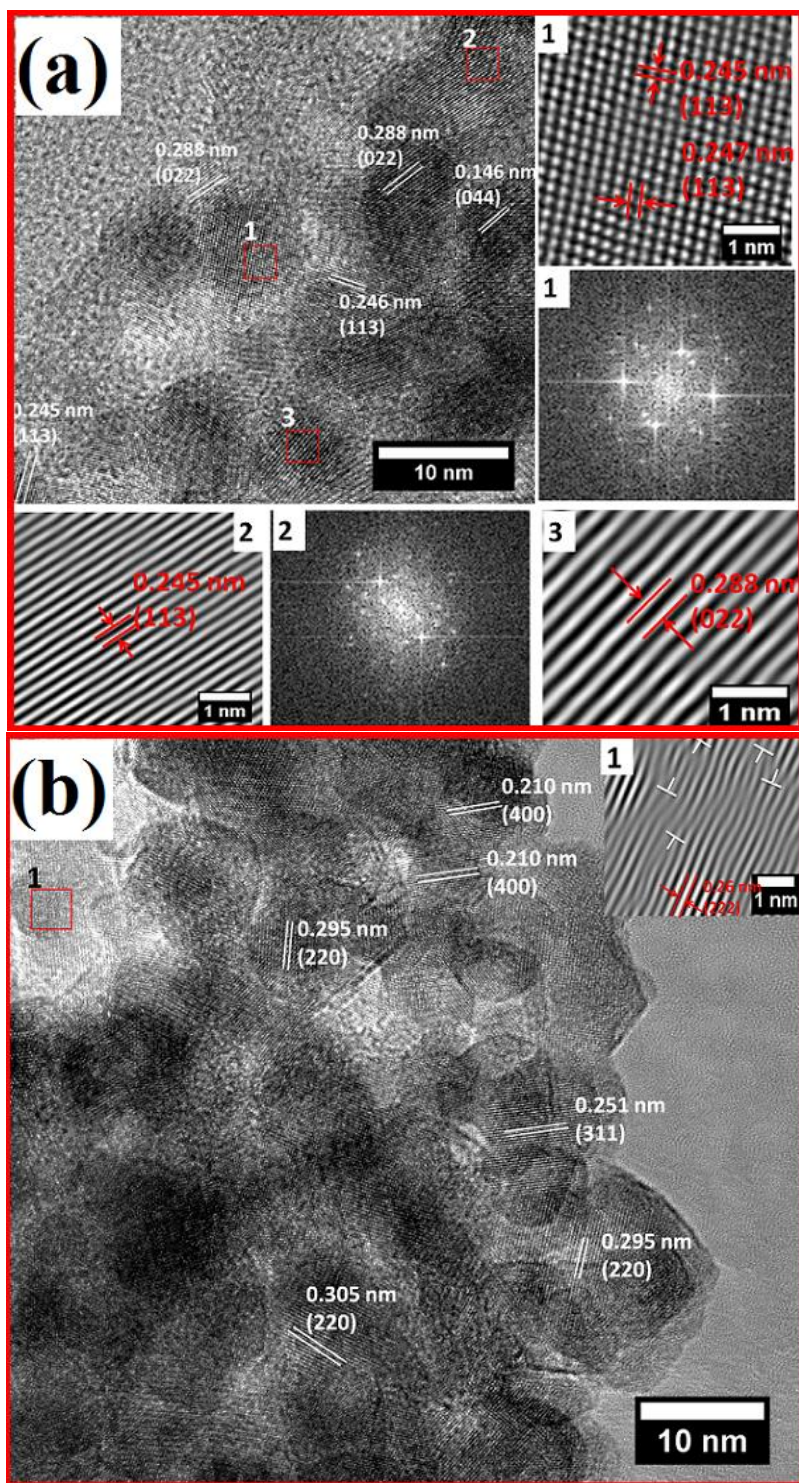 (a)
2
0.288 nm
(022)
0.288 nm
(022)
0.146 nm
(044)
1
0.246 nm
(113)
0.245 nm
(113)
3
10 nm
1
0.245 nm
(113)
0.247 nm
(113)
1 nm
1
2
0.245 nm
(113)
1 nm
2
3
0.288 nm
(022)
1 nm
(b)
0.210 nm
(400)
0.210 nm
(400)
1
0.295 nm
(220)
1
0.26 nm
(222)
1 nm
0.251 nm
(311)
0.295 nm
(220)
0.305 nm
(220)
10 nm